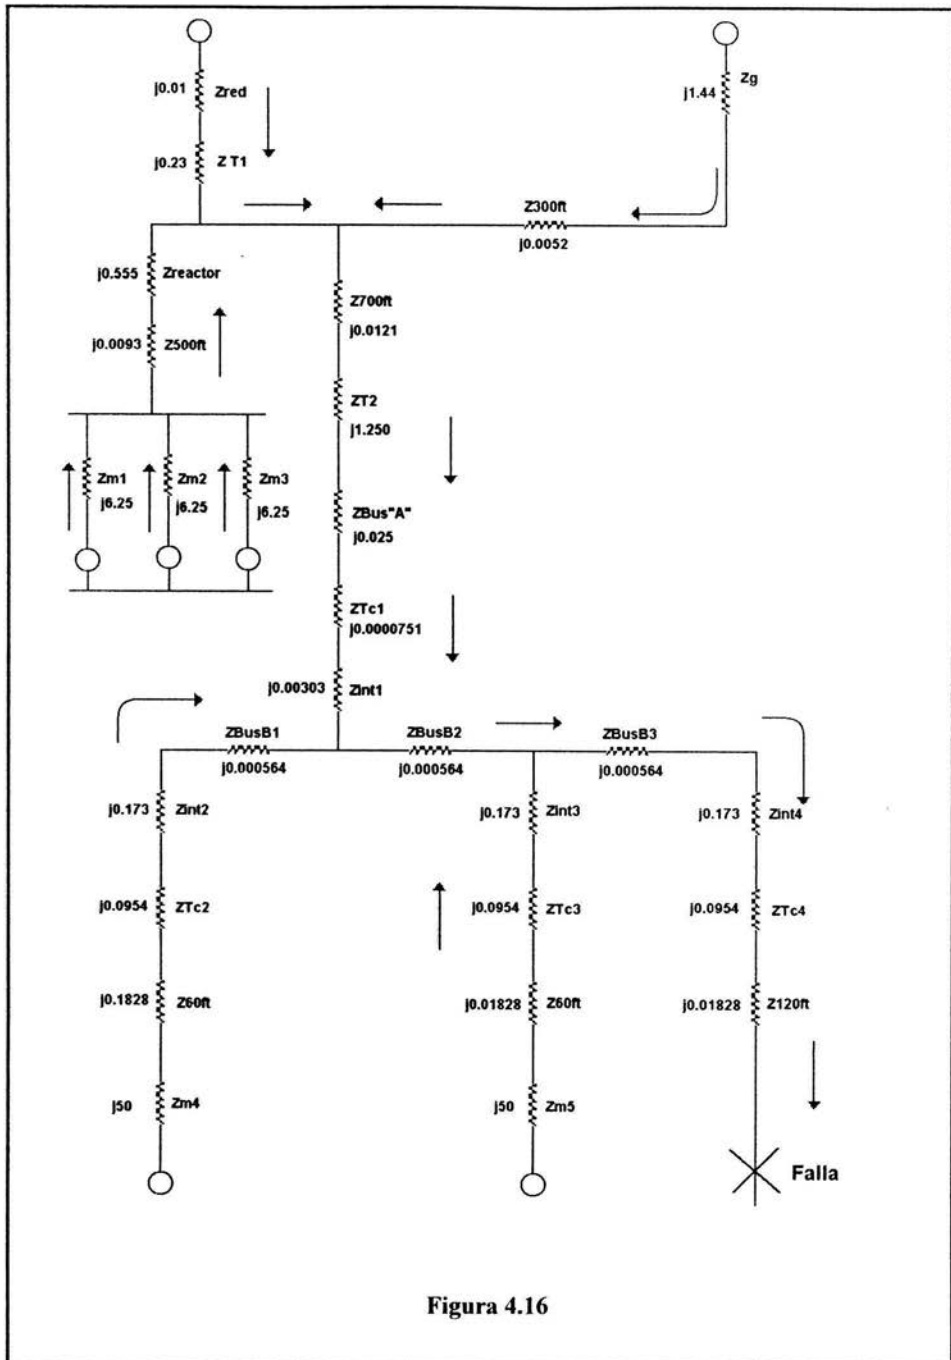 j0.01 Zred
j0.23 Z T1
Zg
j1.44
Z300ft
j0.0052
j0.555 Zreactor
j0.0093 Z500ft
Z700ft
j0.0121
ZT2
j1.250
Zm1
j6.25
Zm2
j6.25
Zm3
j6.25
ZBus"A"
j0.025
ZTc1
j0.0000751
j0.00303 Zint1
ZBusB1
j0.000564
ZBusB2
j0.000564
ZBusB3
j0.000564
j0.173 Zint2
j0.173 Zint3
j0.173 Zint4
j0.0954 ZTc2
j0.0954 ZTc3
j0.0954 ZTc4
j0.1828 Z60ft
j0.01828 Z60ft
j0.01828 Z120ft
j50 Zm4
j50 Zm5
Falla
Figura 4.16